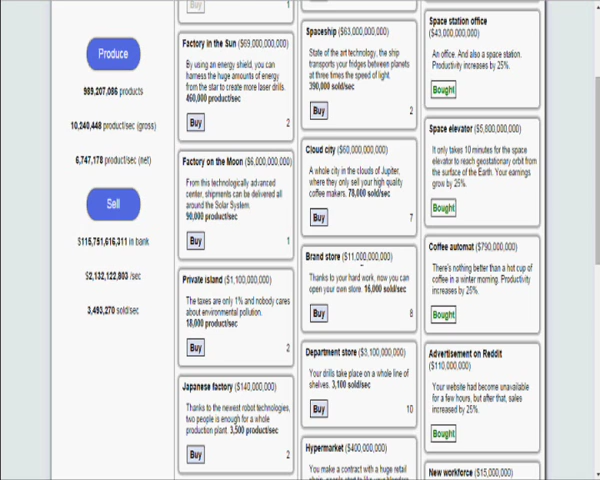 Produce
989,207,086 products
10,240,448 product/sec (gross)
6,747,178 product/sec (net)
Sell
$115,751,616,311 in bank
$2,132,122,803 /sec
3,493,270 sold/sec
Buy
1
Factory in the Sun ($69,000,000,000)
By using an energy shield, you can
harness the huge amounts of energy
from the star to create more laser drills.
460,000 product/sec
Buy
2
Factory on the Moon ($6,000,000,000)
From this technologically advanced
center, shipments can be delivered all
around the Solar System.
90,000 product/sec
Buy
1
Private island ($1,100,000,000)
The taxes are only 1% and nobody cares
about environmental pollution.
18,000 product/sec
Buy
2
Japanese factory ($140,000,000)
Thanks to the newest robot technologies,
two people is enough for a whole
production plant. 3,500 product/sec
Buy
2
Spaceship ($63,000,000,000)
State of the art technology, the ship
transports your fridges between planets
at three times the speed of light.
390,000 sold/sec
Buy
2
Cloud city ($60,000,000,000)
A whole city in the clouds of Jupiter,
where they only sell your high quality
coffee makers. 78,000 sold/sec
Buy
7
Brand store ($11,000,000,000)
Thanks to your hard work, now you can
open your own store. 16,000 sold/sec
Buy
8
Department store ($3,100,000,000)
Your drills take place on a whole line of
shelves. 3,100 sold/sec
Buy
10
Hypermarket ($400,000,000)
You make a contract with a huge retail
Space station office
($43,000,000,000)
An office. And also a space station.
Productivity increases by 25%.
Bought
Space elevator ($5,800,000,000)
It only takes 10 minutes for the space
elevator to reach geostationary orbit from
the surface of the Earth. Your earnings
grow by 25%.
Bought
Coffee automat ($790,000,000)
There's nothing better than a hot cup of
coffee in a winter morning. Productivity
increases by 25%.
Bought
Advertisement on Reddit
($110,000,000)
Your website had become unavailable
for a few hours, but after that, sales
increased by 25%.
Bought
New workforce ($15,000,000)